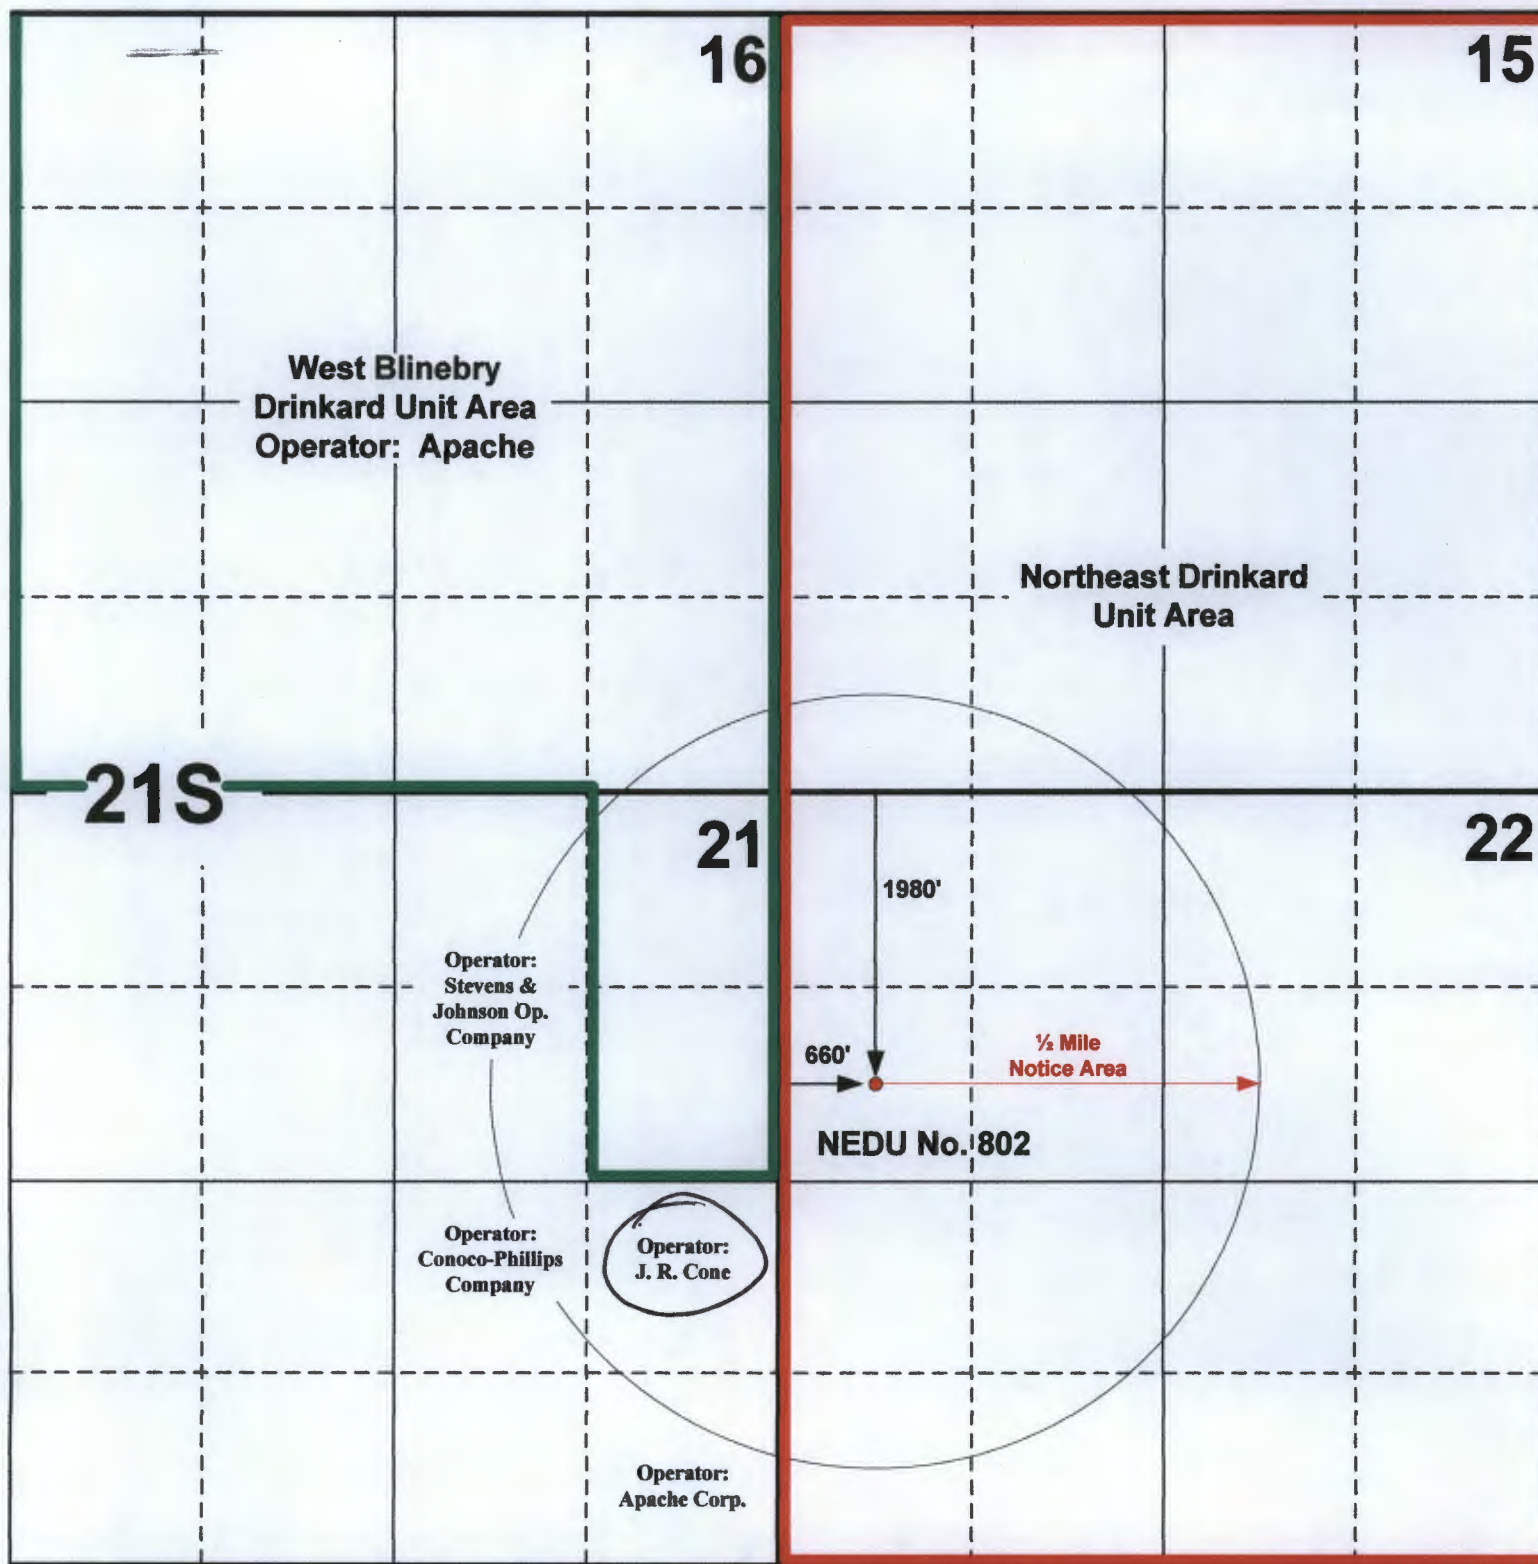 16
15
West Blinebry
Drinkard Unit Area
Operator: Apache
Northeast Drinkard
Unit Area
21S
21
22
1980'
Operator:
Stevens &
Johnson Op.
Company
660'
½ Mile
Notice Area
NEDU No. 802
Operator:
Conoco-Phillips
Company
Operator:
J. R. Cone
Operator:
Apache Corp.